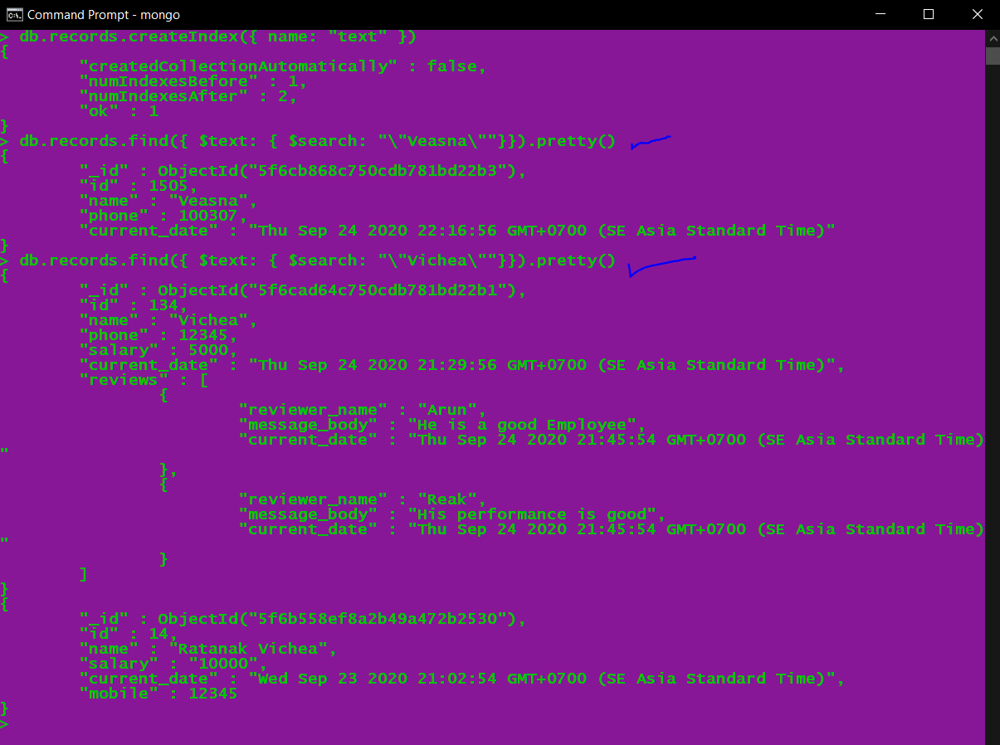 Command Prompt - mongo
> db.records.createIndex({ name: "text" })
{
        "createdCollectionAutomatically" : false,
        "numIndexesBefore" : 1,
        "numIndexesAfter" : 2,
        "ok" : 1
}
> db.records.find({ $text: { $search: "\"Veasna\""}}).pretty()
{
        "_id" : ObjectId("5f6cb868c750cdb781bd22b3"),
        "id" : 1505,
        "name" : "Veasna",
        "phone" : 100307,
        "current_date" : "Thu Sep 24 2020 22:16:56 GMT+0700 (SE Asia Standard Time)"
}
> db.records.find({ $text: { $search: "\"Vichea\""}}).pretty()
{
        "_id" : ObjectId("5f6cad64c750cdb781bd22b1"),
        "id" : 134,
        "name" : "Vichea",
        "phone" : 12345,
        "salary" : 5000,
        "current_date" : "Thu Sep 24 2020 21:29:56 GMT+0700 (SE Asia Standard Time)",
        "reviews" : [
                {
                        "reviewer_name" : "Arun",
                        "message_body" : "He is a good Employee",
                        "current_date" : "Thu Sep 24 2020 21:45:54 GMT+0700 (SE Asia Standard Time)
"
                },
                {
                        "reviewer_name" : "Reak",
                        "message_body" : "His performance is good",
                        "current_date" : "Thu Sep 24 2020 21:45:54 GMT+0700 (SE Asia Standard Time)
"
                }
        ]
}
{
        "_id" : ObjectId("5f6b558ef8a2b49a472b2530"),
        "id" : 14,
        "name" : "Ratanak Vichea",
        "salary" : "10000",
        "current_date" : "Wed Sep 23 2020 21:02:54 GMT+0700 (SE Asia Standard Time)",
        "mobile" : 12345
}
>